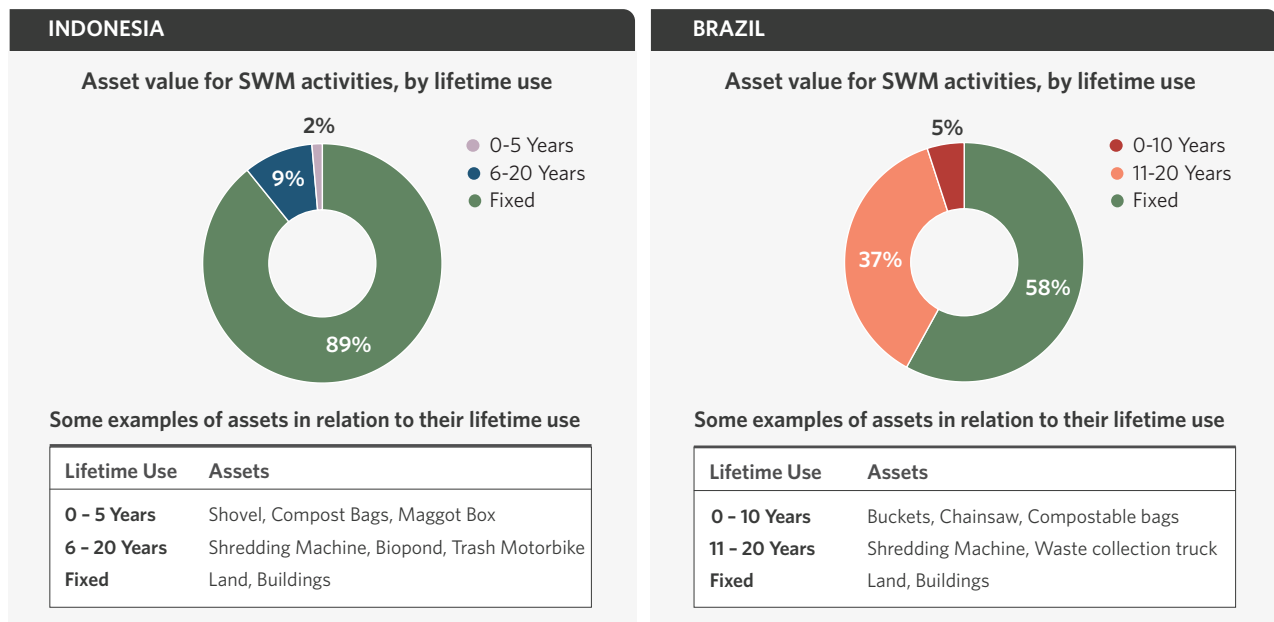 INDONESIA
Asset value for SWM activities, by lifetime use
2%
0-5 Years
6-20 Years
Fixed
9%
89%
Some examples of assets in relation to their lifetime use
Lifetime Use Assets
0 – 5 Years Shovel, Compost Bags, Maggot Box
6 – 20 Years Shredding Machine, Biopond, Trash Motorbike
Fixed Land, Buildings
BRAZIL
Asset value for SWM activities, by lifetime use
5%
0-10 Years
11-20 Years
Fixed
37%
58%
Some examples of assets in relation to their lifetime use
Lifetime Use Assets
0 – 10 Years Buckets, Chainsaw, Compostable bags
11 – 20 Years Shredding Machine, Waste collection truck
Fixed Land, Buildings